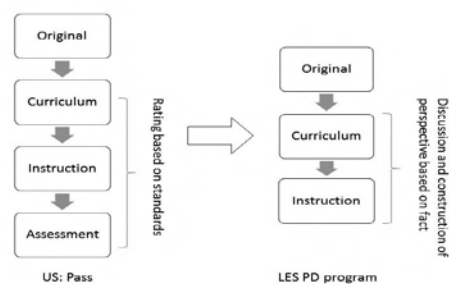 Original
Curriculum
Instruction
Assessment
Rating based on standards
US: Pass
Original
Curriculum
Instruction
Discussion and construction of
perspective based on fact
LES PD program